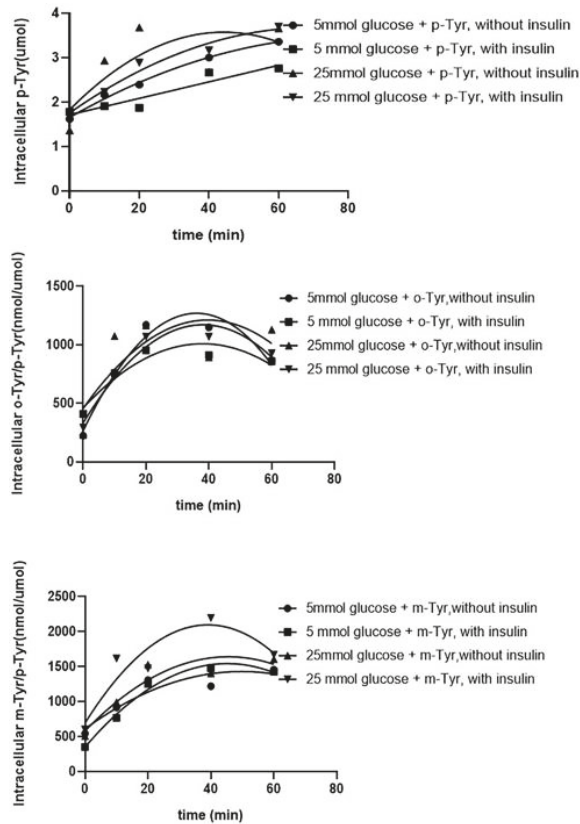 Intracellular p-Tyr(umol)
4
3
2
1
0
0 20 40 60 80
time (min)
5mmol glucose + p-Tyr, without insulin
5 mmol glucose + p-Tyr, with insulin
25mmol glucose + p-Tyr, without insulin
25 mmol glucose + p-Tyr, with insulin
Intracellular o-Tyr/p-Tyr(nmol/umol)
1500
1000
500
0
0 20 40 60 80
time (min)
5mmol glucose + o-Tyr,without insulin
5 mmol glucose + o-Tyr, with insulin
25mmol glucose + o-Tyr,without insulin
25 mmol glucose + o-Tyr, with insulin
Intracellular m-Tyr/p-Tyr(nmol/umol)
2500
2000
1500
1000
500
0
0 20 40 60 80
time (min)
5mmol glucose + m-Tyr,without insulin
5 mmol glucose + m-Tyr, with insulin
25mmol glucose + m-Tyr,without insulin
25 mmol glucose + m-Tyr, with insulin